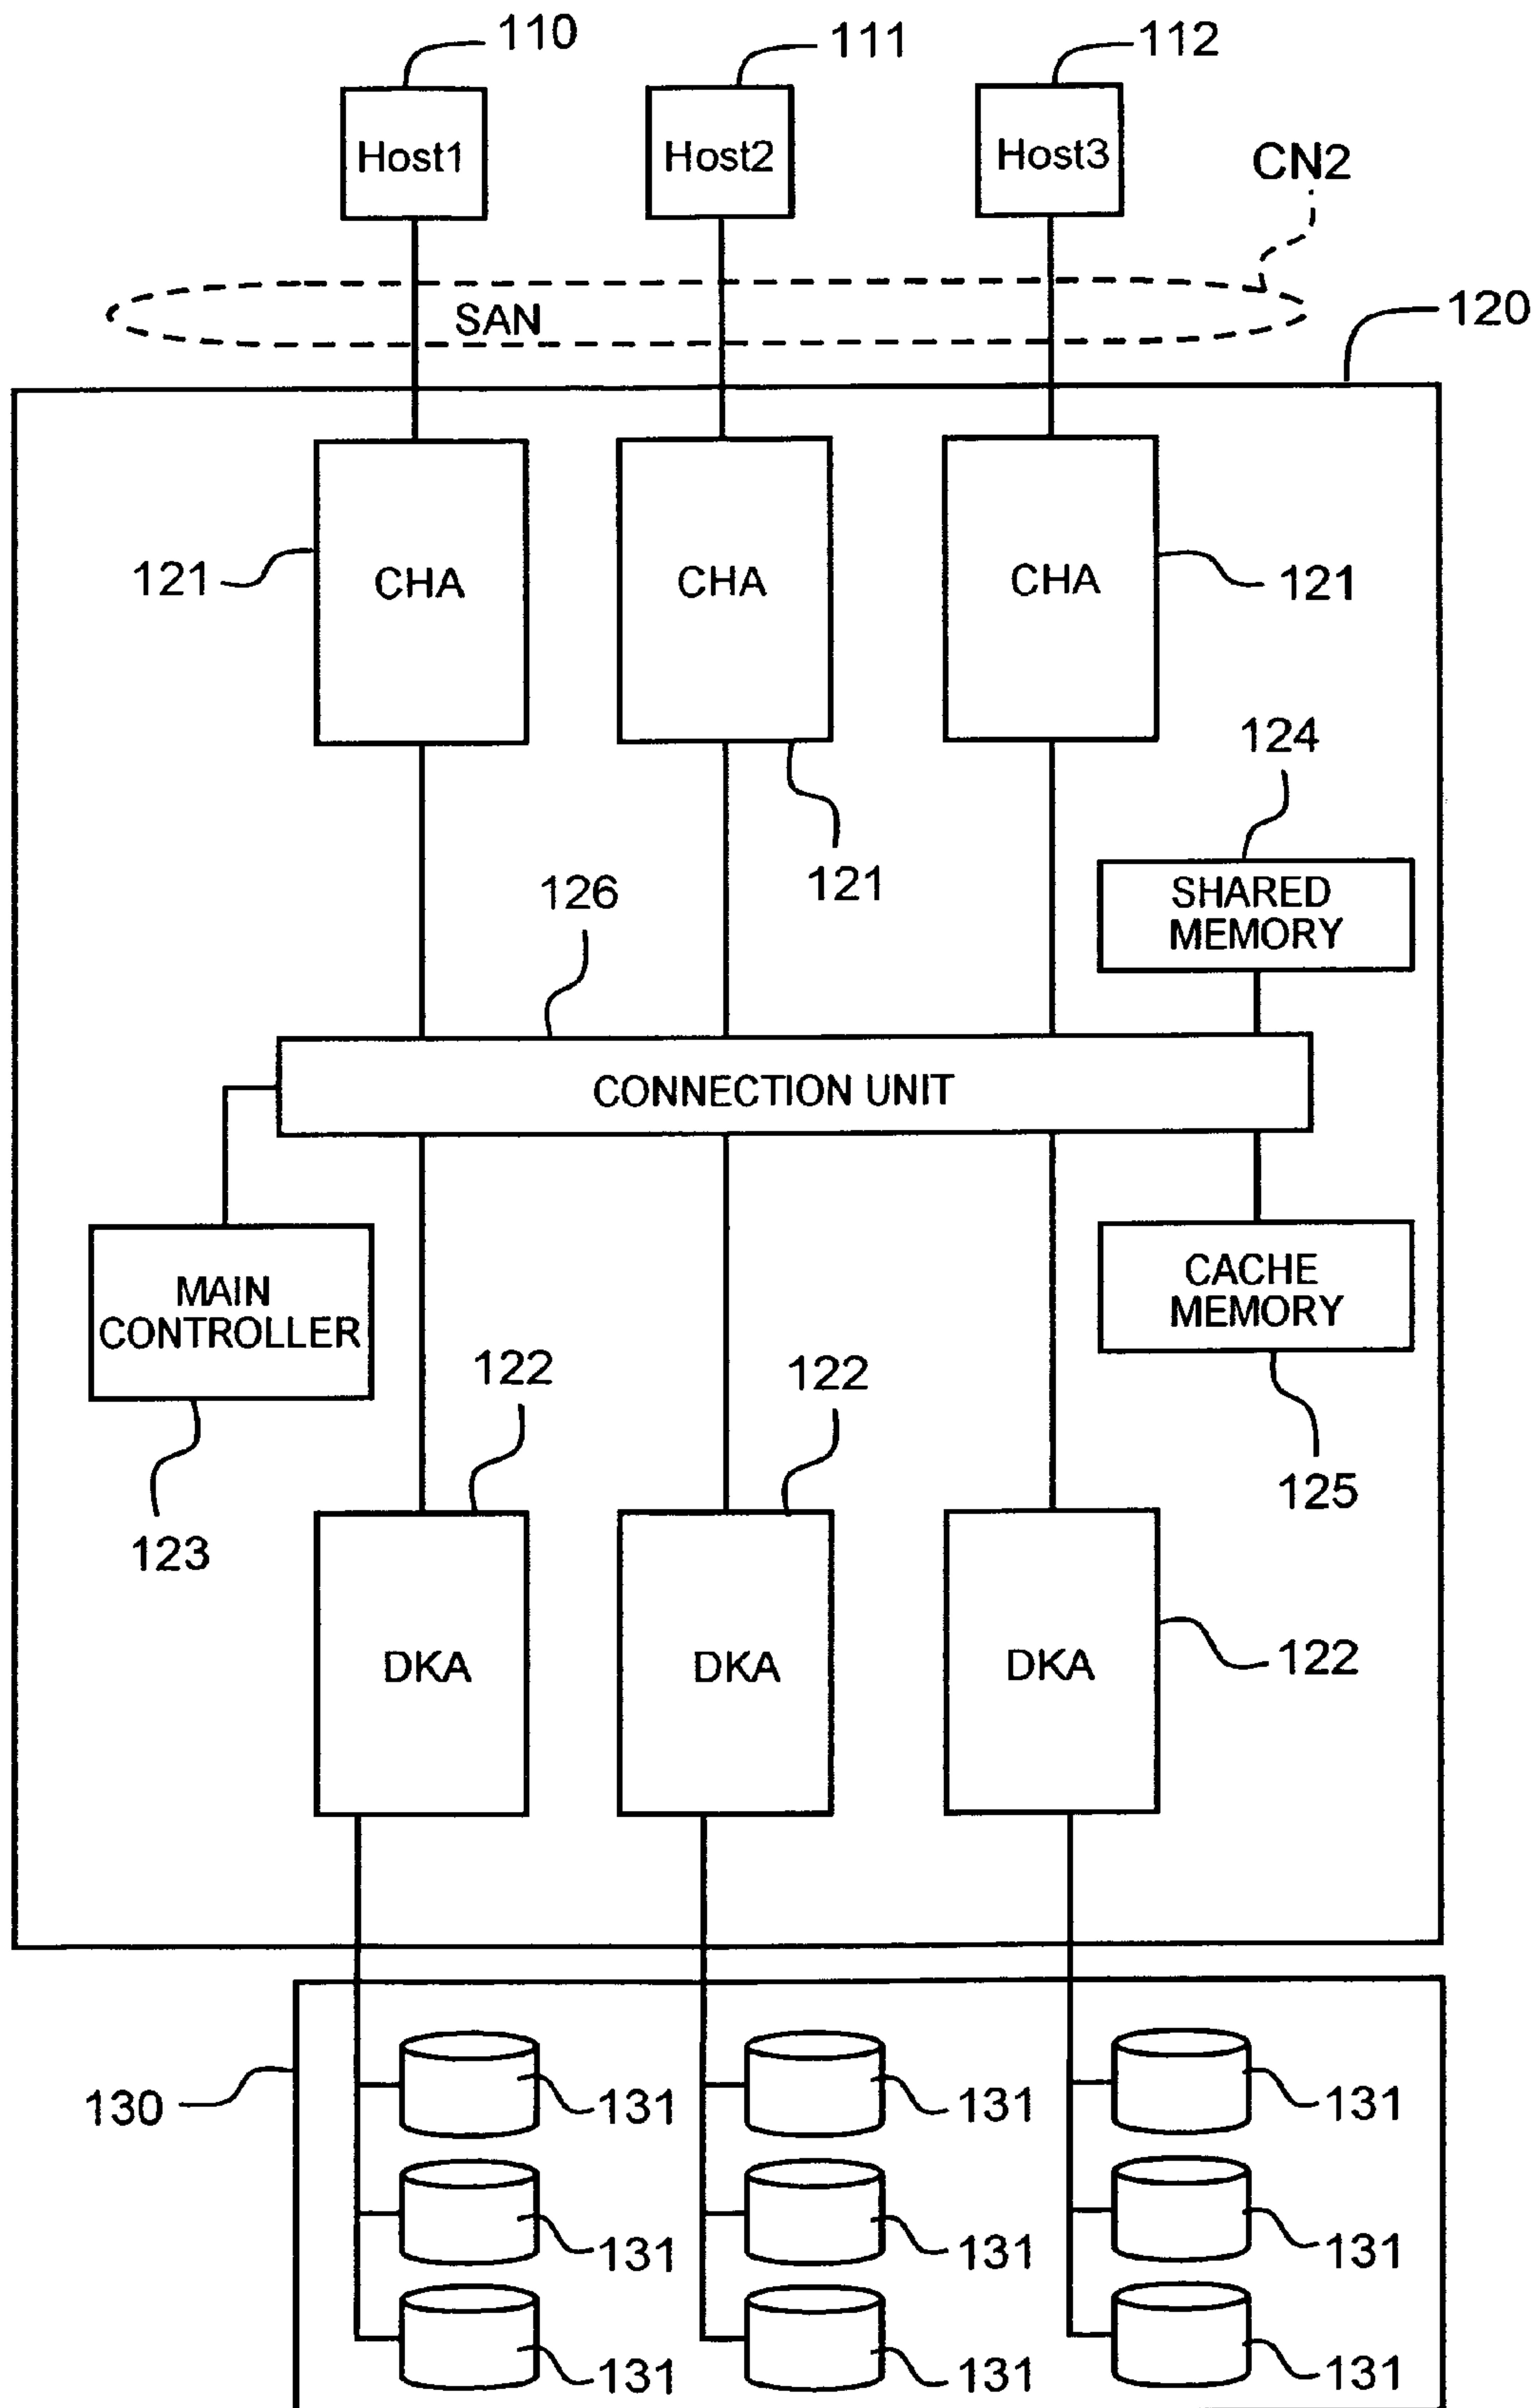 110
111
112
Host1
Host2
Host3
CN2
SAN
120
121
CHA
CHA
CHA
121
124
121
126
SHARED
MEMORY
CONNECTION UNIT
MAIN
CONTROLLER
CACHE
MEMORY
122
122
125
123
DKA
DKA
DKA
122
130
131
131
131
131
131
131
131
131
131